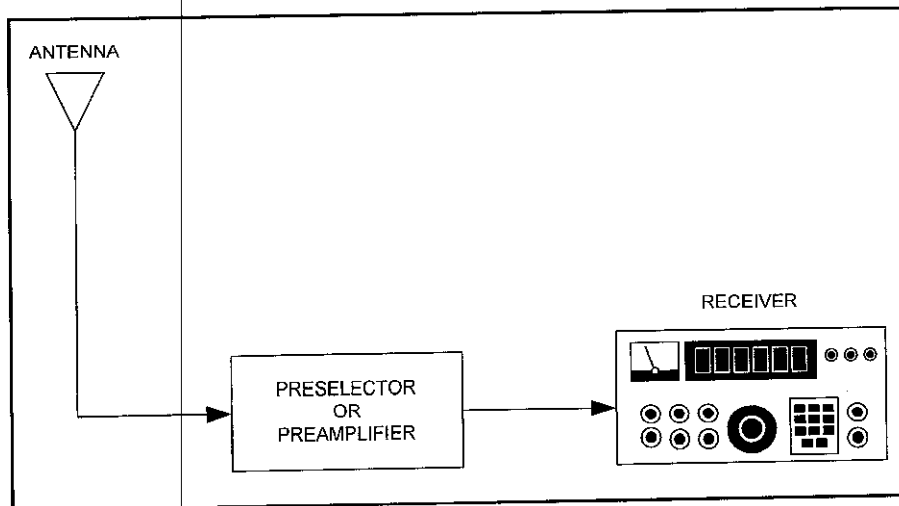 ANTENNA
RECEIVER
PRESELECTOR
OR
PREAMPLIFIER